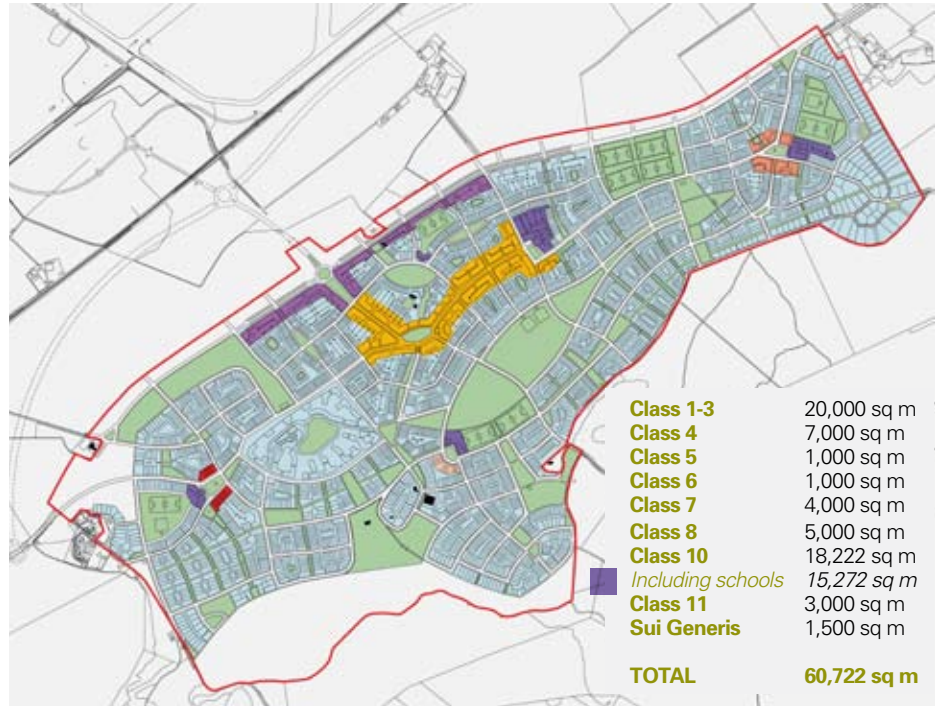 Class 1-3 20,000 sq m
Class 4 7,000 sq m
Class 5 1,000 sq m
Class 6 1,000 sq m
Class 7 4,000 sq m
Class 8 5,000 sq m
Class 10 18,222 sq m
Including schools 15,272 sq m
Class 11 3,000 sq m
Sui Generis 1,500 sq m
TOTAL 60,722 sq m